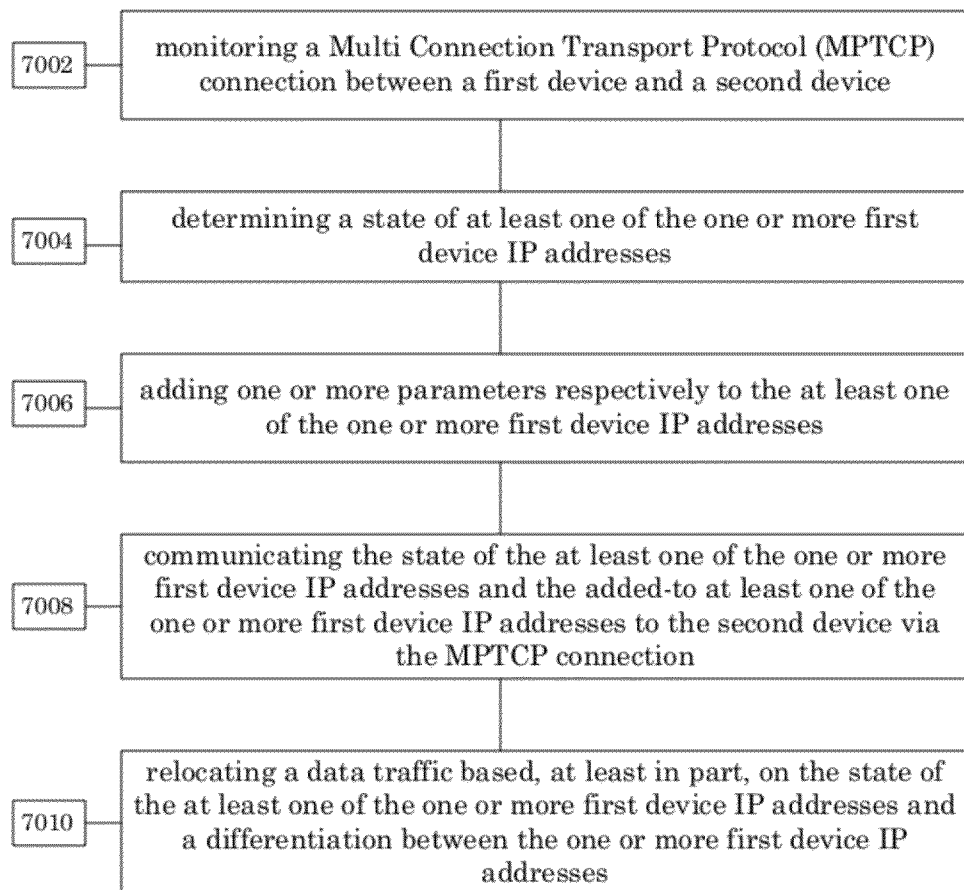 7002
monitoring a Multi Connection Transport Protocol (MPTCP)
connection between a first device and a second device
7004
determining a state of at least one of the one or more first
device IP addresses
7006
adding one or more parameters respectively to the at least one
of the one or more first device IP addresses
7008
communicating the state of the at least one of the one or more
first device IP addresses and the added-to at least one of the
one or more first device IP addresses to the second device via
the MPTCP connection
7010
relocating a data traffic based, at least in part, on the state of
the at least one of the one or more first device IP addresses and
a differentiation between the one or more first device IP
addresses